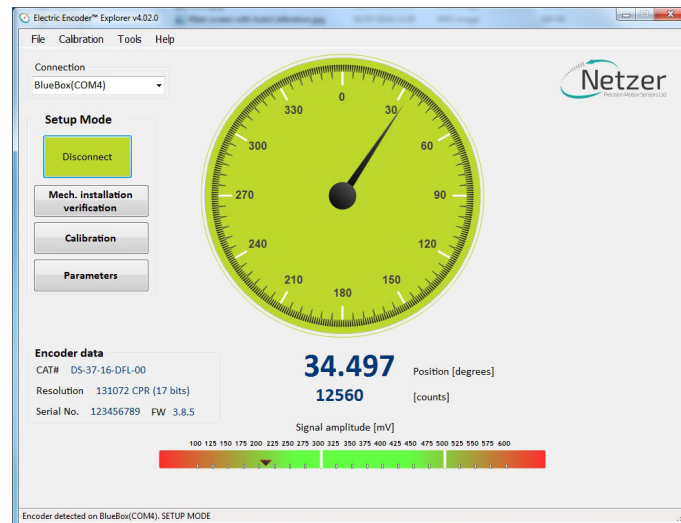 Electric Encoder™ Explorer v4.02.0
File Calibration Tools Help
Connection
BlueBox(COM4)
Netzer
Precision Motion Sensors Ltd.
Setup Mode
Disconnect
Mech. installation
verification
Calibration
Parameters
0
30
60
90
120
150
180
210
240
270
300
330
Encoder data
CAT# DS-37-16-DFL-00
Resolution 131072 CPR (17 bits)
Serial No. 123456789 FW 3.8.5
34.497 Position [degrees]
12560 [counts]
Signal amplitude [mV]
100 125 150 175 200 225 250 275 300 325 350 375 400 425 450 475 500 525 550 575 600
Encoder detected on BlueBox(COM4). SETUP MODE